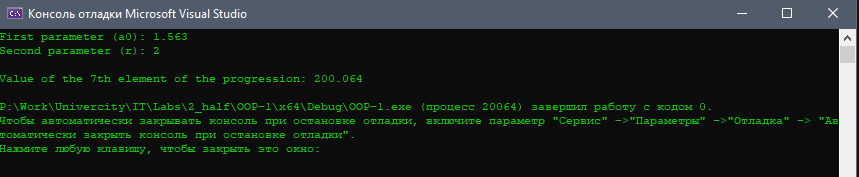 Консоль отладки Microsoft Visual Studio
First parameter (a0): 1.563
Second parameter (r): 2
Value of the 7th element of the progression: 200.064
P:\Work\Univercity\IT\Labs\2_half\OOP-1\x64\Debug\OOP-1.exe (процесс 20064) завершил работу с кодом 0.
Чтобы автоматически закрывать консоль при остановке отладки, включите параметр "Сервис" ->"Параметры" ->"Отладка" -> "Ав
томатически закрыть консоль при остановке отладки".
Нажмите любую клавишу, чтобы закрыть это окно: